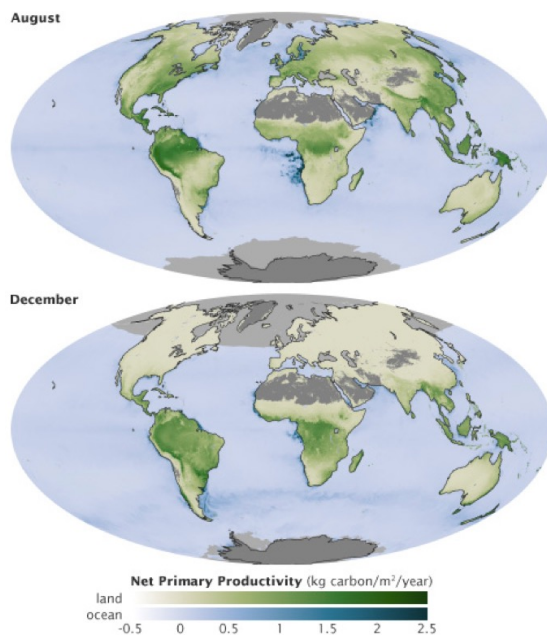 August
December
Net Primary Productivity (kg carbon/m²/year)
land
ocean
-0.5 0 0.5 1 1.5 2 2.5